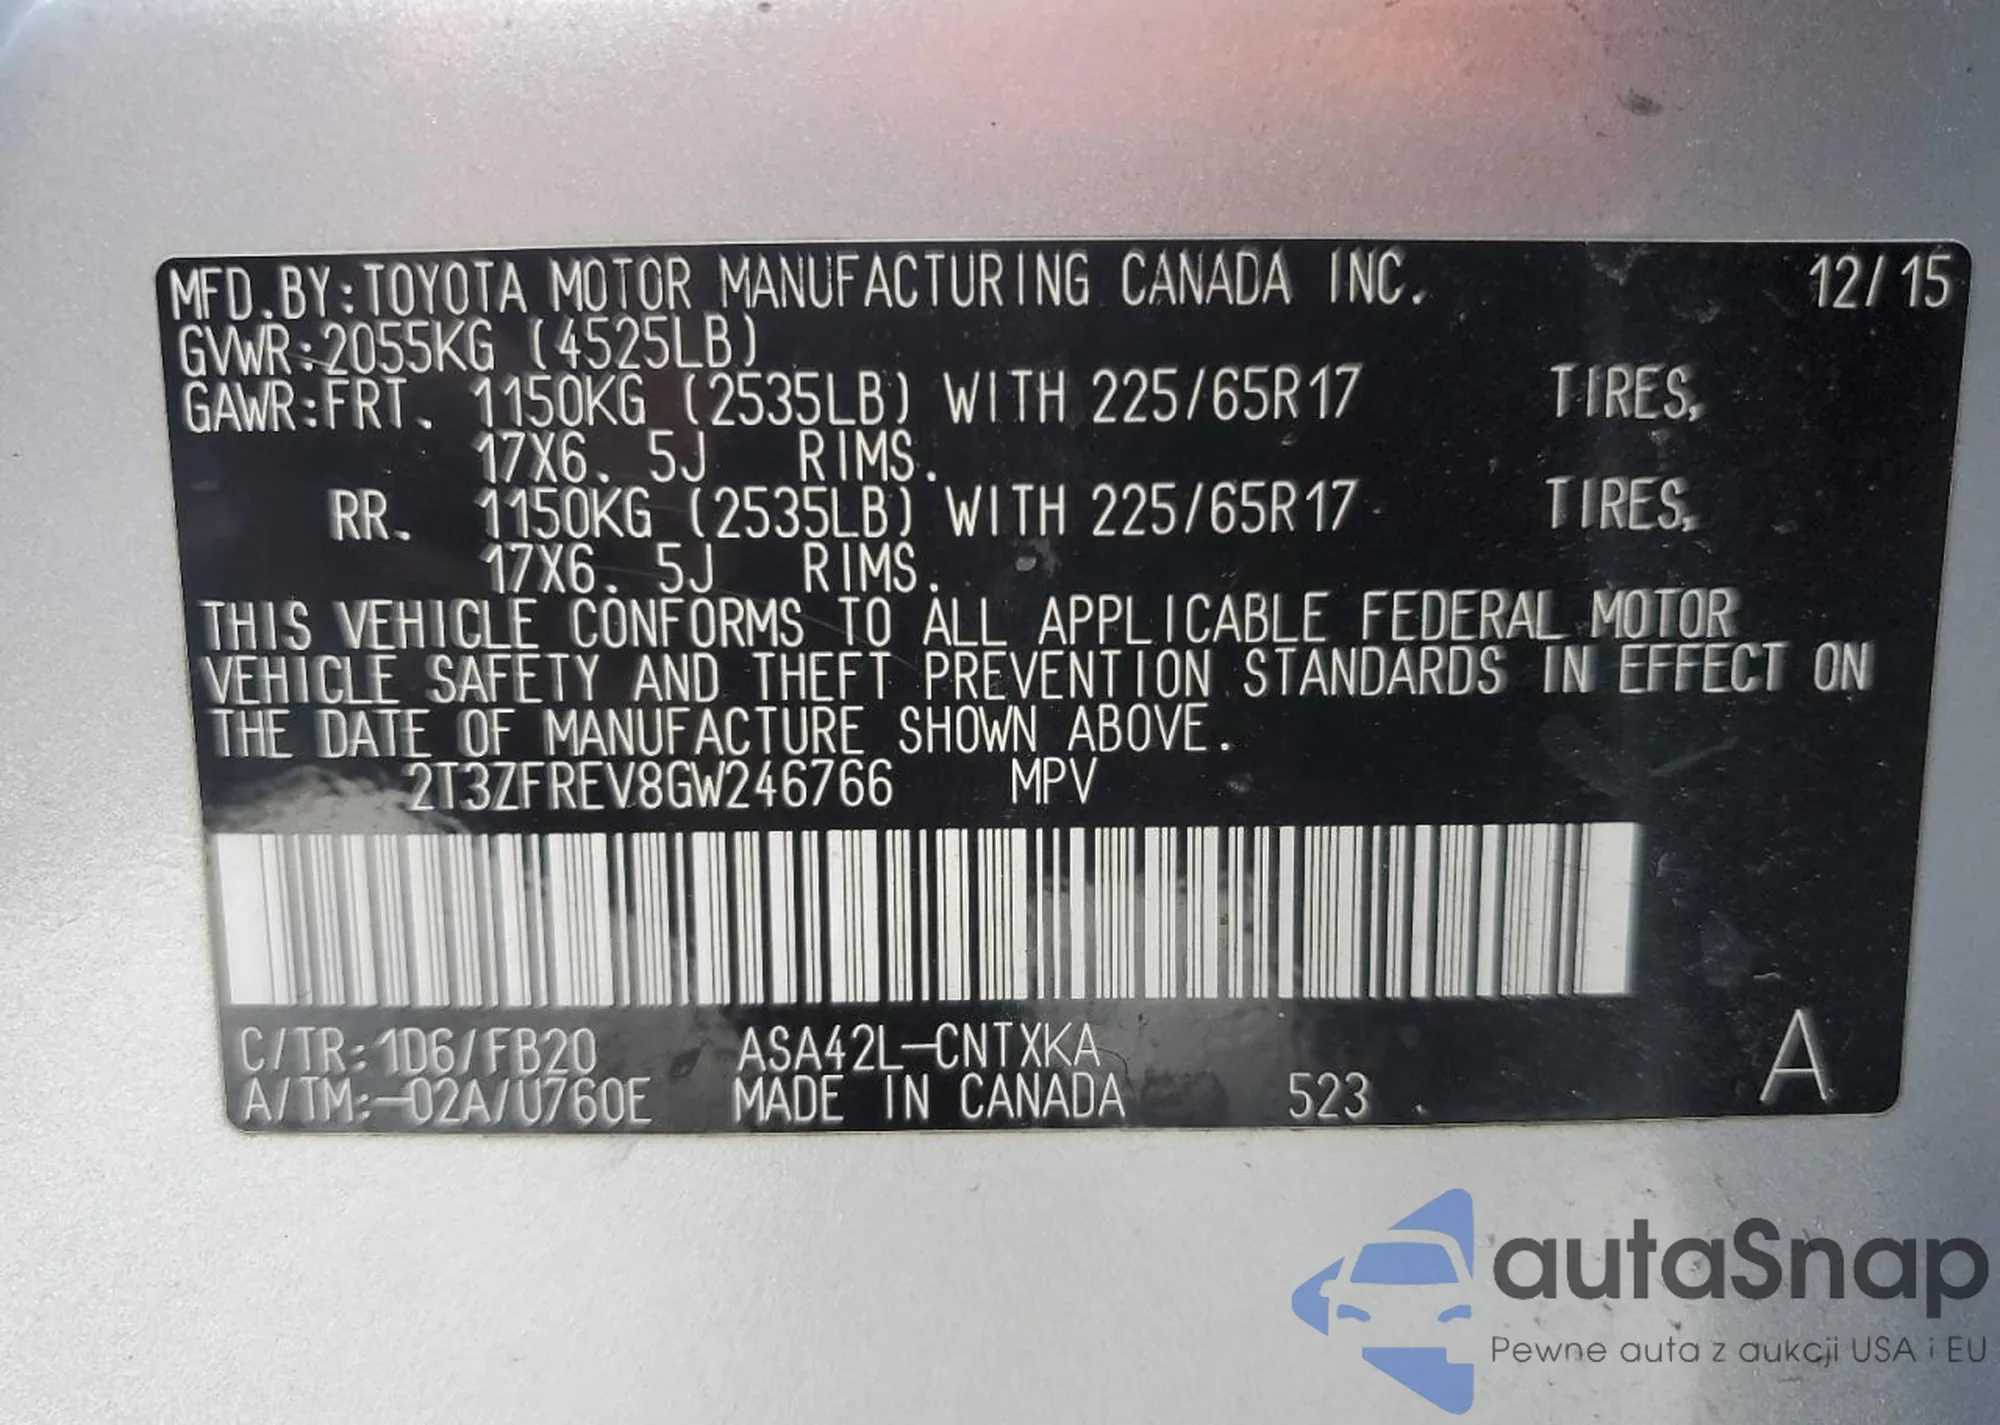 MFD.BY:TOYOTA MOTOR MANUFACTURING CANADA INC. 12/15
GVWR:2055KG (4525LB)
GAWR:FRT. 1150KG (2535LB) WITH 225/65R17 TIRES,
17X6.5J RIMS.
RR. 1150KG (2535LB) WITH 225/65R17 TIRES,
17X6.5J RIMS.
THIS VEHICLE CONFORMS TO ALL APPLICABLE FEDERAL MOTOR
VEHICLE SAFETY AND THEFT PREVENTION STANDARDS IN EFFECT ON
THE DATE OF MANUFACTURE SHOWN ABOVE.
2T3ZFREV8GW246766 MPV
C/TR:1D6/FB20 ASA42L-CNTXKA A
A/TM:-02A/U760E MADE IN CANADA 523
autaSnap
Pewne auta z aukcji USA i EU